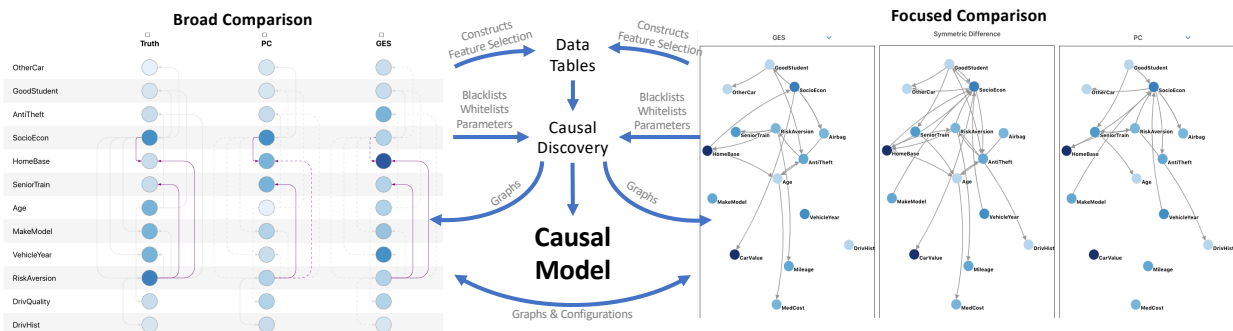 Broad Comparison
Truth
PC
GES
OtherCar
GoodStudent
AntiTheft
SocioEcon
HomeBase
SeniorTrain
Age
MakeModel
VehicleYear
RiskAversion
DrivQuality
DrivHist
Constructs
Feature Selection
Data
Tables
Constructs
Feature Selection
Blacklists
Whitelists
Parameters
Causal
Discovery
Blacklists
Whitelists
Parameters
Graphs
Graphs
Causal
Model
Graphs & Configurations
Focused Comparison
GES
GoodStudent
SocioEcon
OtherCar
SeniorTrain
RiskAversion
Airbag
HomeBase
AntiTheft
Age
MakeModel
VehicleYear
DrivHist
CarValue
Mileage
MedCost
Symmetric Difference
GoodStudent
SocioEcon
OtherCar
SeniorTrain
RiskAversion
Airbag
HomeBase
AntiTheft
Age
MakeModel
VehicleYear
DrivHist
CarValue
Mileage
MedCost
PC
GoodStudent
SocioEcon
OtherCar
SeniorTrain
RiskAversion
Airbag
HomeBase
AntiTheft
Age
MakeModel
VehicleYear
DrivHist
CarValue
Mileage
MedCost